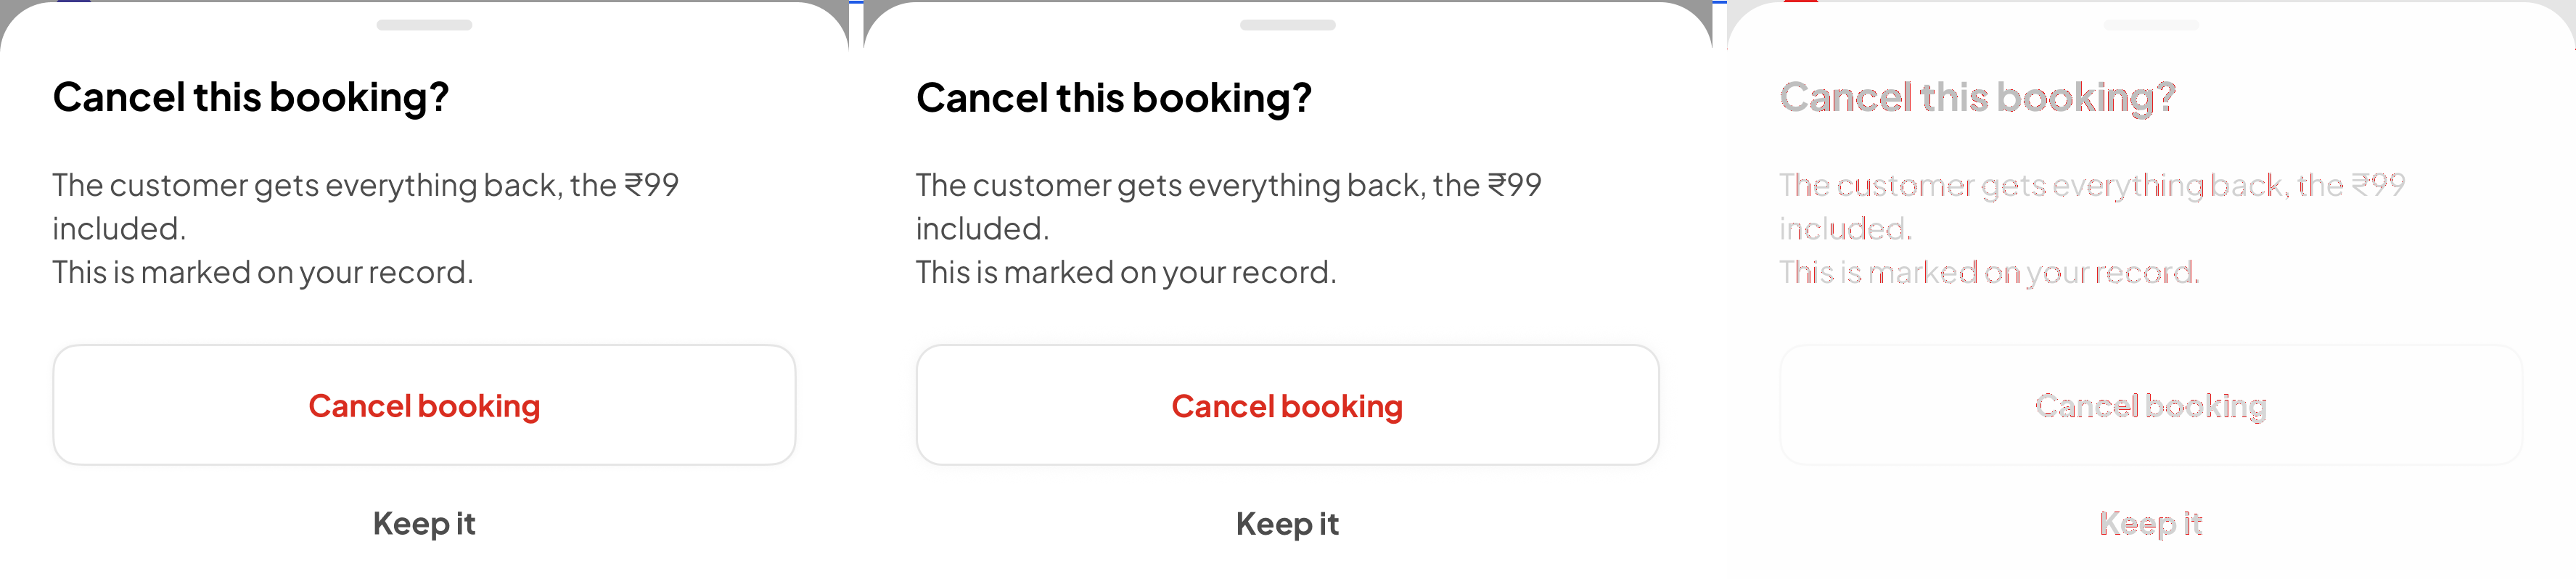 Cancel this booking?
The customer gets everything back, the ₹99
included.
This is marked on your record.
Cancel booking
Keep it
Cancel this booking?
The customer gets everything back, the ₹99
included.
This is marked on your record.
Cancel booking
Keep it
Cancel this booking?
The customer gets everything back, the ₹99
included.
This is marked on your record.
Cancel booking
Keep it